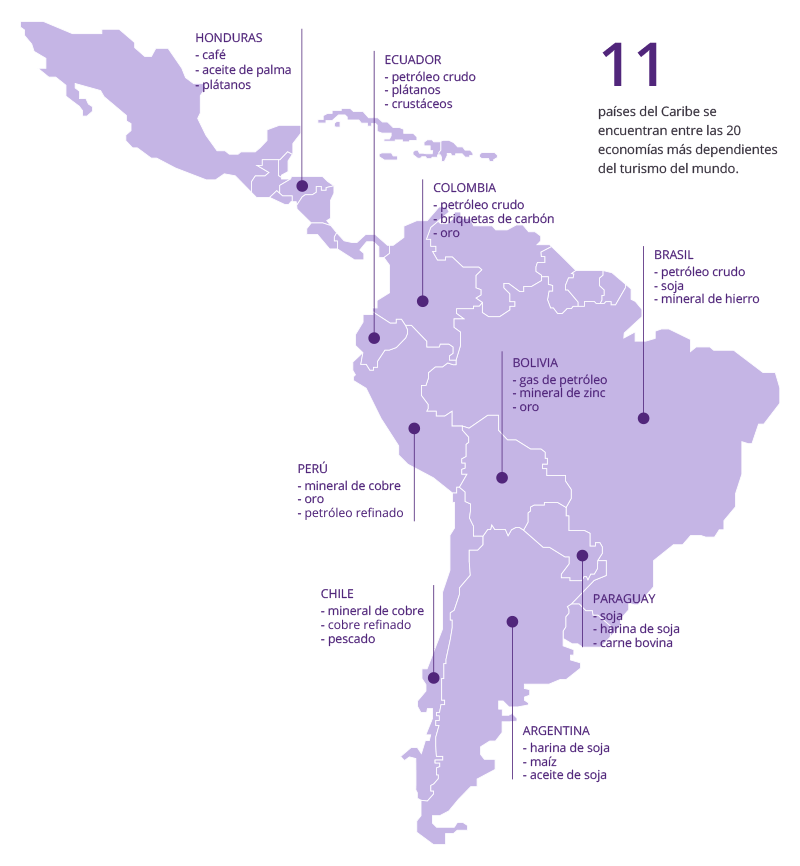 HONDURAS
- café
- aceite de palma
- plátanos
ECUADOR
- petróleo crudo
- plátanos
- crustáceos
11
países del Caribe se
encuentran entre las 20
economías más dependientes
del turismo del mundo.
COLOMBIA
- petróleo crudo
- briquetas de carbón
- oro
BRASIL
- petróleo crudo
- soja
- mineral de hierro
BOLIVIA
- gas de petróleo
- mineral de zinc
- oro
PERÚ
- mineral de cobre
- oro
- petróleo refinado
CHILE
- mineral de cobre
- cobre refinado
- pescado
PARAGUAY
- soja
- harina de soja
- carne bovina
ARGENTINA
- harina de soja
- maíz
- aceite de soja